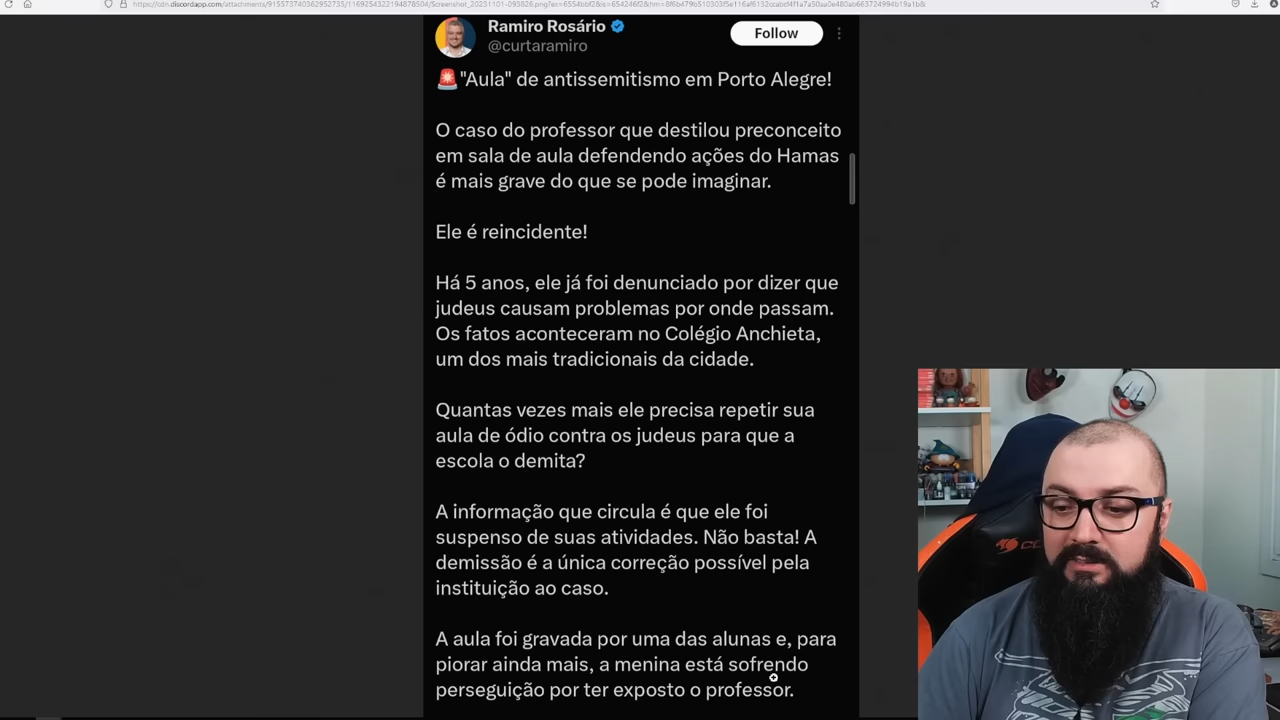 Ramiro Rosário
Follow
@curtaramiro
🚨"Aula" de antissemitismo em Porto Alegre!
O caso do professor que destilou preconceito
em sala de aula defendendo ações do Hamas
é mais grave do que se pode imaginar.
Ele é reincidente!
Há 5 anos, ele já foi denunciado por dizer que
judeus causam problemas por onde passam.
Os fatos aconteceram no Colégio Anchieta,
um dos mais tradicionais da cidade.
Quantas vezes mais ele precisa repetir sua
aula de ódio contra os judeus para que a
escola o demita?
A informação que circula é que ele foi
suspenso de suas atividades. Não basta! A
demissão é a única correção possível pela
instituição ao caso.
A aula foi gravada por uma das alunas e, para
piorar ainda mais, a menina está sofrendo
perseguição por ter exposto o professor.